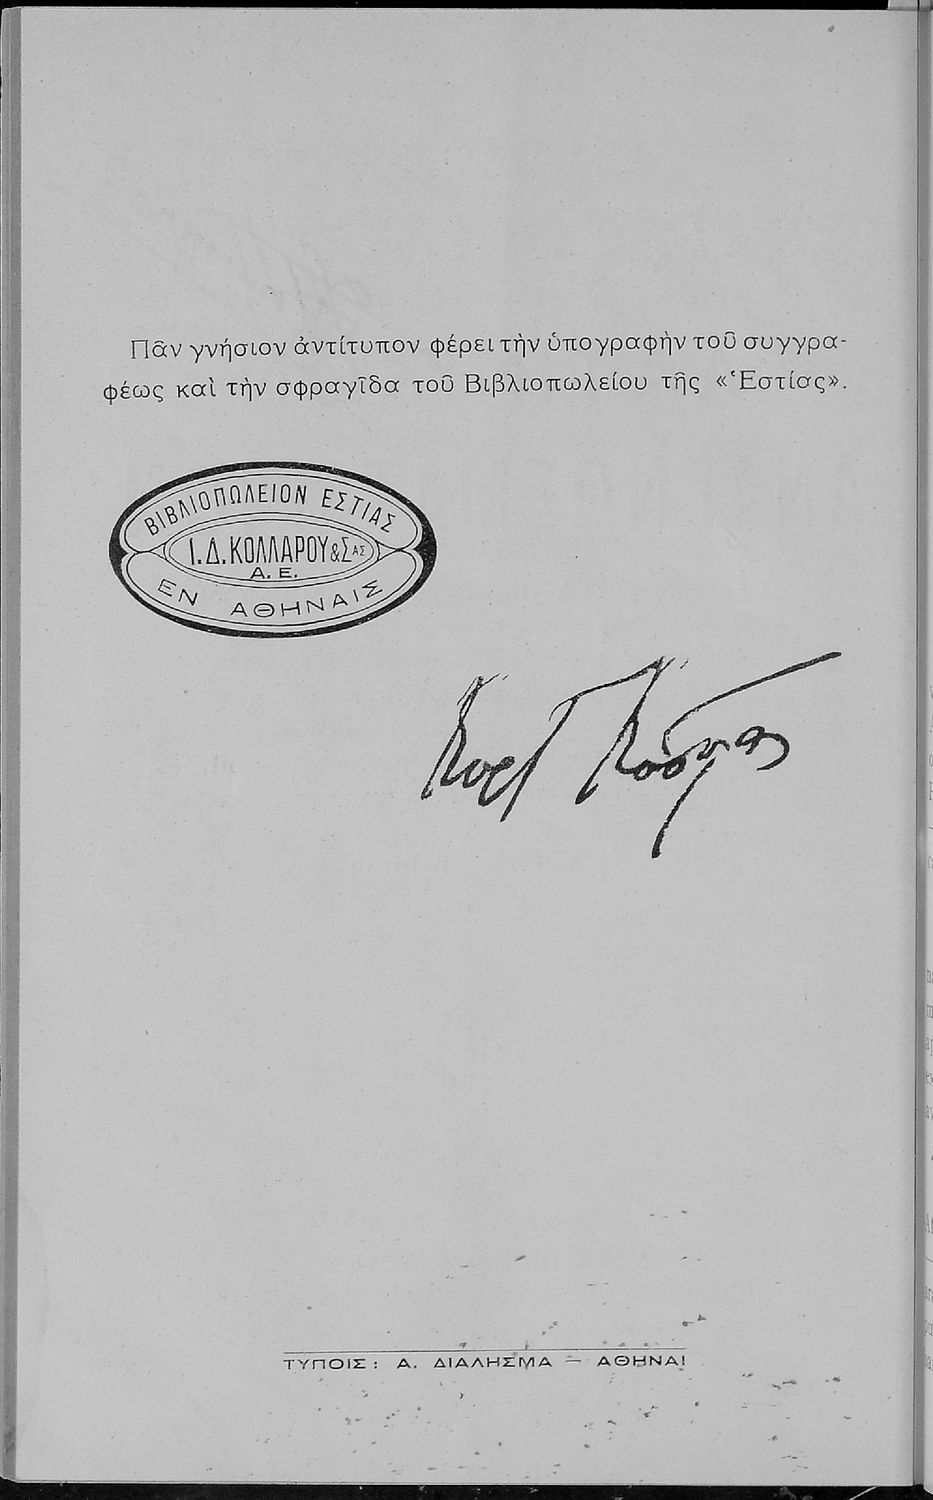 Πᾶν γνήσιον ἀντίτυπον φέρει τὴν ὑπογραφὴν τοῦ συγγρα-
φέως καὶ τὴν σφραγῖδα τοῦ Βιβλιοπωλείου τῆς «Ἑστίας».
ΒΙΒΛΙΟΠΩΛΕΙΟΝ ΕΣΤΙΑΣ
Ι.Δ.ΚΟΛΛΑΡΟΥ&ΣΑΣ
Α.Ε.
ΕΝ ΑΘΗΝΑΙΣ
ΤΥΠΟΙΣ: Α. ΔΙΑΛΗΣΜΑ — ΑΘΗΝΑΙ